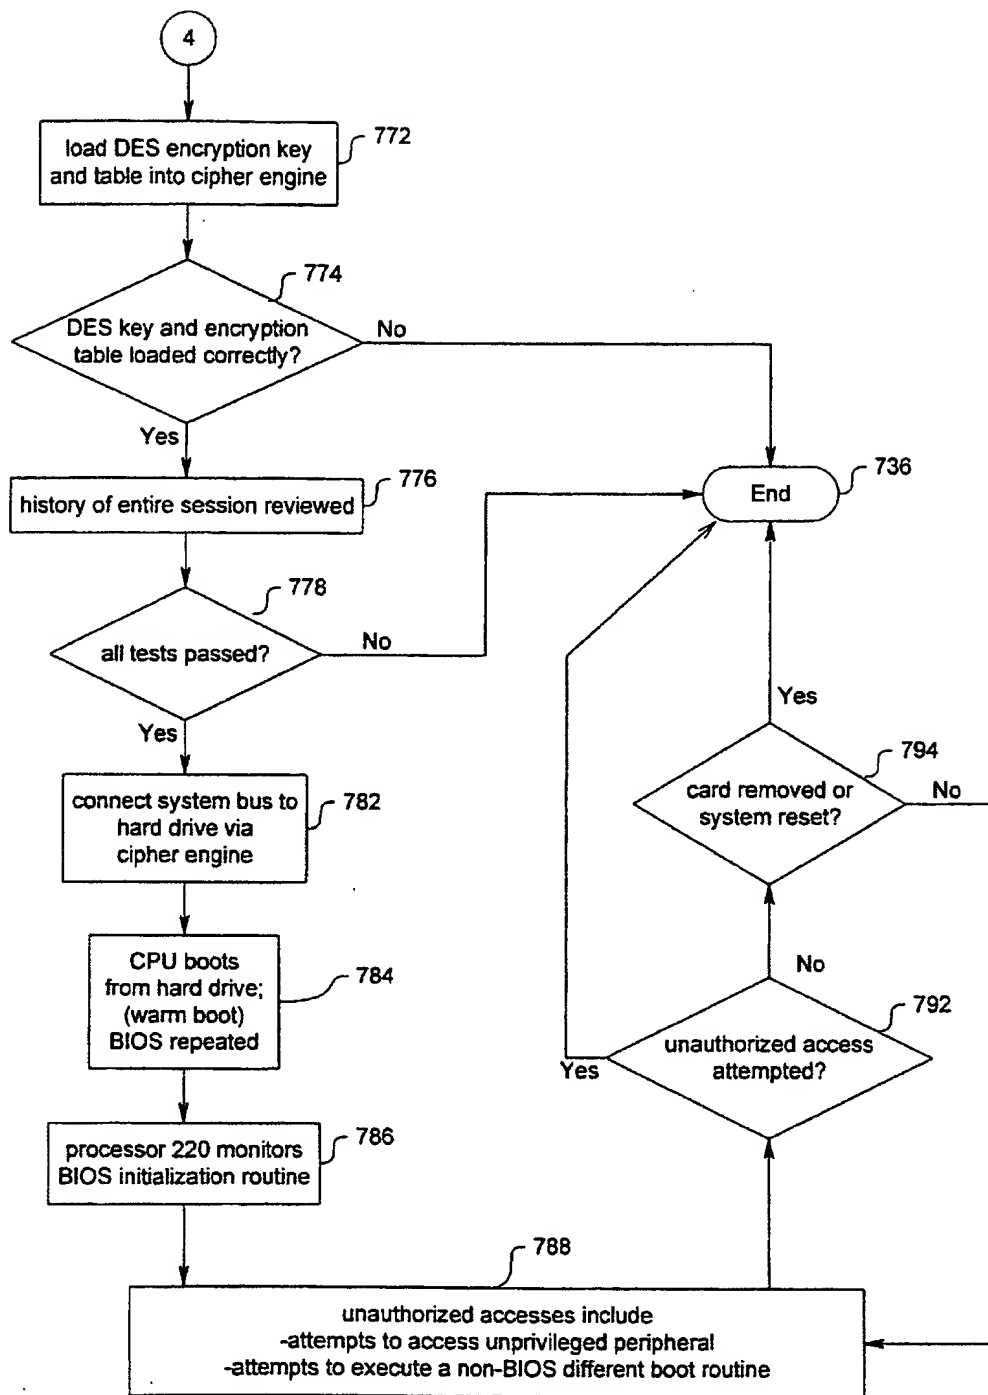 4
load DES encryption key
and table into cipher engine
772
DES key and encryption
table loaded correctly?
774
No
Yes
history of entire session reviewed
776
End
736
all tests passed?
778
No
Yes
connect system bus to
hard drive via
cipher engine
782
CPU boots
from hard drive;
(warm boot)
BIOS repeated
784
processor 220 monitors
BIOS initialization routine
786
unauthorized accesses include
-attempts to access unprivileged peripheral
-attempts to execute a non-BIOS different boot routine
788
unauthorized access
attempted?
792
Yes
No
card removed or
system reset?
794
Yes
No